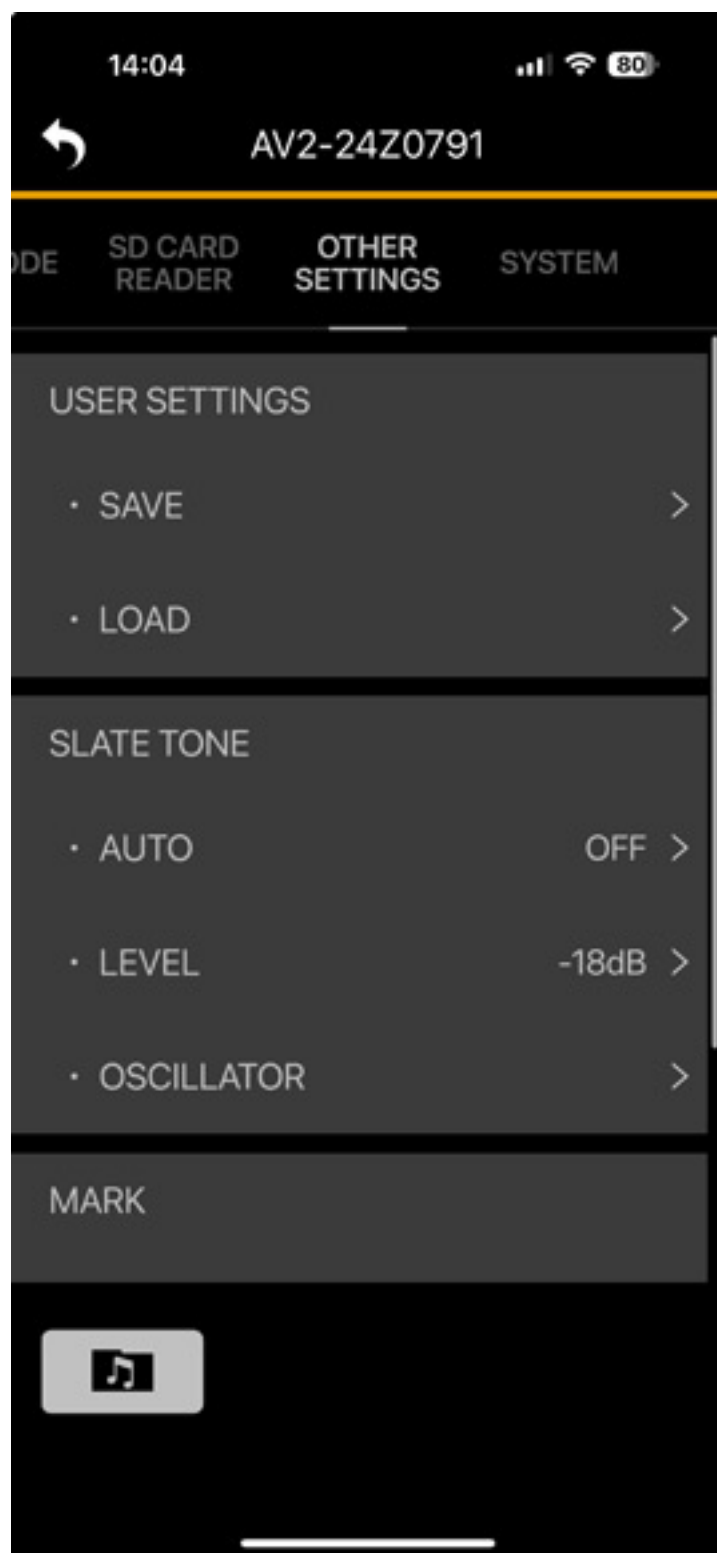 14:04
80
AV2-24Z0791
ODE
SD CARD
READER
OTHER
SETTINGS
SYSTEM
USER SETTINGS
· SAVE
· LOAD
SLATE TONE
· AUTO OFF
· LEVEL -18dB
· OSCILLATOR
MARK